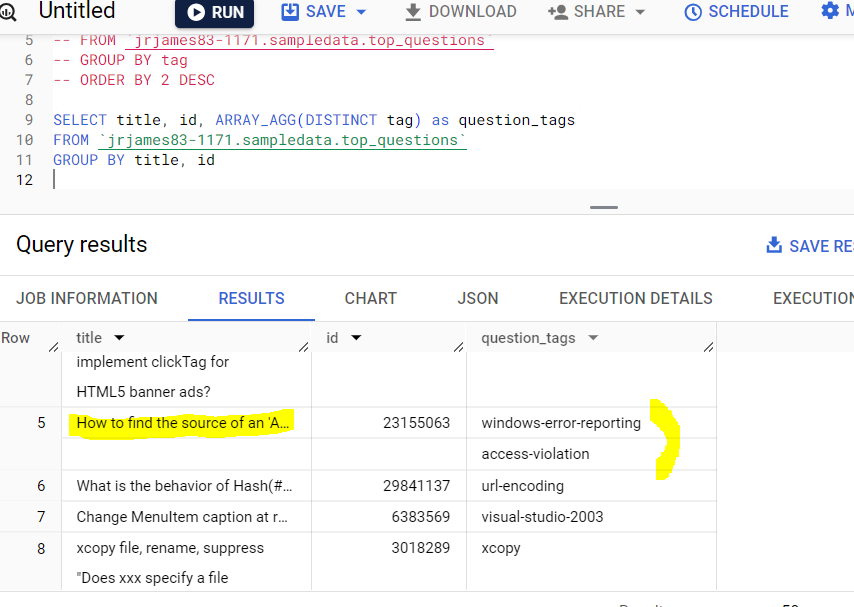 Untitled
RUN
SAVE
DOWNLOAD
SHARE
SCHEDULE
5 -- FROM `jrjames83-1171.sampledata.top_questions`
6 -- GROUP BY tag
7 -- ORDER BY 2 DESC
8
9 SELECT title, id, ARRAY_AGG(DISTINCT tag) as question_tags
10 FROM `jrjames83-1171.sampledata.top_questions`
11 GROUP BY title, id
12
Query results
SAVE RE
JOB INFORMATION
RESULTS
CHART
JSON
EXECUTION DETAILS
EXECUTION
Row title id question_tags
implement clickTag for
HTML5 banner ads?
5 How to find the source of an 'A... 23155063 windows-error-reporting
access-violation
6 What is the behavior of Hash(#... 29841137 url-encoding
7 Change MenuItem caption at r... 6383569 visual-studio-2003
8 xcopy file, rename, suppress 3018289 xcopy
"Does xxx specify a file